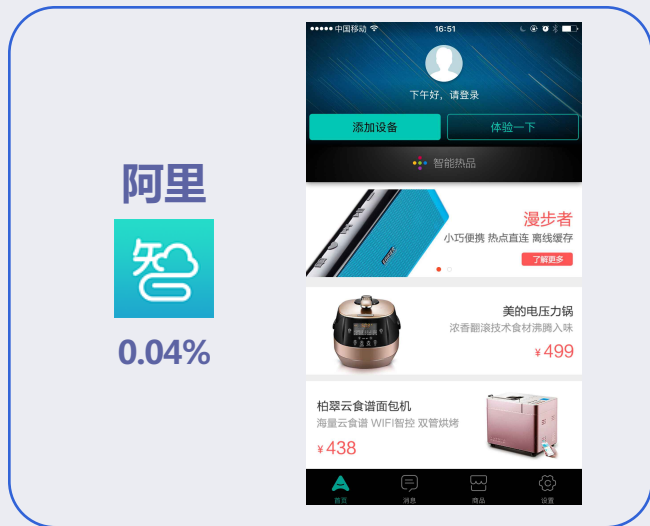 阿里
智
0.04%
中国移动
16:51
下午好，请登录
添加设备
体验一下
智能热品
漫步者
小巧便携 热点直连 离线缓存
了解更多
美的电压力锅
浓香翻滚技术食材沸腾入味
¥499
柏翠云食谱面包机
海量云食谱 WIFI智控 双管烘烤
¥438
首页
消息
商品
设置